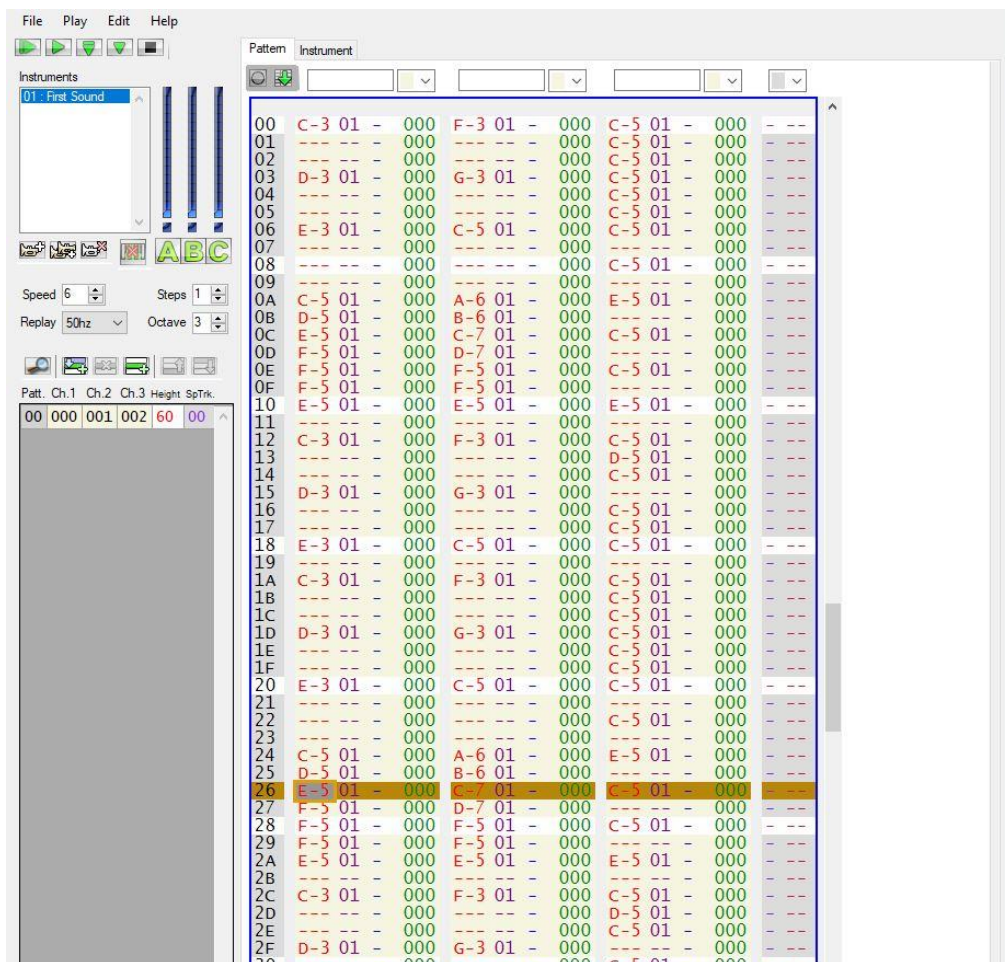 File Play Edit Help
Pattern Instrument
Instruments
01 : First Sound
A B C
Speed 6 Steps 1
Replay 50hz Octave 3
Patt. Ch.1 Ch.2 Ch.3 Height SpTrk.
00 000 001 002 60 00
00 C-3 01 - 000 F-3 01 - 000 C-5 01 - 000 - --
01 --- -- - 000 --- -- - 000 C-5 01 - 000 - --
02 --- -- - 000 --- -- - 000 C-5 01 - 000 - --
03 D-3 01 - 000 G-3 01 - 000 C-5 01 - 000 - --
04 --- -- - 000 --- -- - 000 C-5 01 - 000 - --
05 --- -- - 000 --- -- - 000 C-5 01 - 000 - --
06 E-3 01 - 000 C-5 01 - 000 C-5 01 - 000 - --
07 --- -- - 000 --- -- - 000 --- -- - 000 - --
08 --- -- - 000 --- -- - 000 C-5 01 - 000 - --
09 --- -- - 000 --- -- - 000 --- -- - 000 - --
0A C-5 01 - 000 A-6 01 - 000 E-5 01 - 000 - --
0B D-5 01 - 000 B-6 01 - 000 --- -- - 000 - --
0C E-5 01 - 000 C-7 01 - 000 C-5 01 - 000 - --
0D F-5 01 - 000 D-7 01 - 000 --- -- - 000 - --
0E F-5 01 - 000 F-5 01 - 000 C-5 01 - 000 - --
0F F-5 01 - 000 F-5 01 - 000 --- -- - 000 - --
10 E-5 01 - 000 E-5 01 - 000 E-5 01 - 000 - --
11 --- -- - 000 --- -- - 000 --- -- - 000 - --
12 C-3 01 - 000 F-3 01 - 000 C-5 01 - 000 - --
13 --- -- - 000 --- -- - 000 D-5 01 - 000 - --
14 --- -- - 000 --- -- - 000 C-5 01 - 000 - --
15 D-3 01 - 000 G-3 01 - 000 --- -- - 000 - --
16 --- -- - 000 --- -- - 000 C-5 01 - 000 - --
17 --- -- - 000 --- -- - 000 C-5 01 - 000 - --
18 E-3 01 - 000 C-5 01 - 000 C-5 01 - 000 - --
19 --- -- - 000 --- -- - 000 --- -- - 000 - --
1A C-3 01 - 000 F-3 01 - 000 C-5 01 - 000 - --
1B --- -- - 000 --- -- - 000 C-5 01 - 000 - --
1C --- -- - 000 --- -- - 000 C-5 01 - 000 - --
1D D-3 01 - 000 G-3 01 - 000 C-5 01 - 000 - --
1E --- -- - 000 --- -- - 000 C-5 01 - 000 - --
1F --- -- - 000 --- -- - 000 C-5 01 - 000 - --
20 E-3 01 - 000 C-5 01 - 000 C-5 01 - 000 - --
21 --- -- - 000 --- -- - 000 --- -- - 000 - --
22 --- -- - 000 --- -- - 000 C-5 01 - 000 - --
23 --- -- - 000 --- -- - 000 --- -- - 000 - --
24 C-5 01 - 000 A-6 01 - 000 E-5 01 - 000 - --
25 D-5 01 - 000 B-6 01 - 000 --- -- - 000 - --
26 E-5 01 - 000 C-7 01 - 000 C-5 01 - 000 - --
27 F-5 01 - 000 D-7 01 - 000 --- -- - 000 - --
28 F-5 01 - 000 F-5 01 - 000 C-5 01 - 000 - --
29 F-5 01 - 000 F-5 01 - 000 --- -- - 000 - --
2A E-5 01 - 000 E-5 01 - 000 E-5 01 - 000 - --
2B --- -- - 000 --- -- - 000 --- -- - 000 - --
2C C-3 01 - 000 F-3 01 - 000 C-5 01 - 000 - --
2D --- -- - 000 --- -- - 000 D-5 01 - 000 - --
2E --- -- - 000 --- -- - 000 C-5 01 - 000 - --
2F D-3 01 - 000 G-3 01 - 000 --- -- - 000 - --